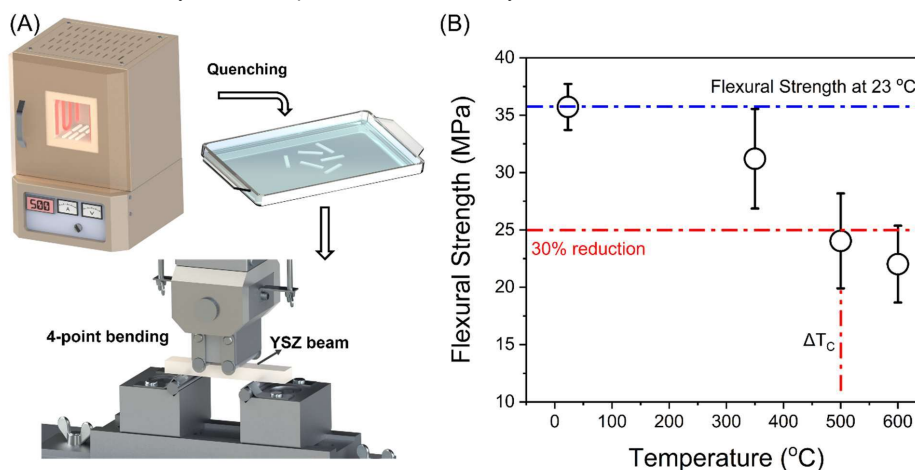 (A)
Quenching
500
A
V
4-point bending
YSZ beam
(B)
Flexural Strength (MPa)
40
35
30
25
20
15
10
Flexural Strength at 23 °C
30% reduction
ΔT_C
0
100
200
300
400
500
600
Temperature (°C)